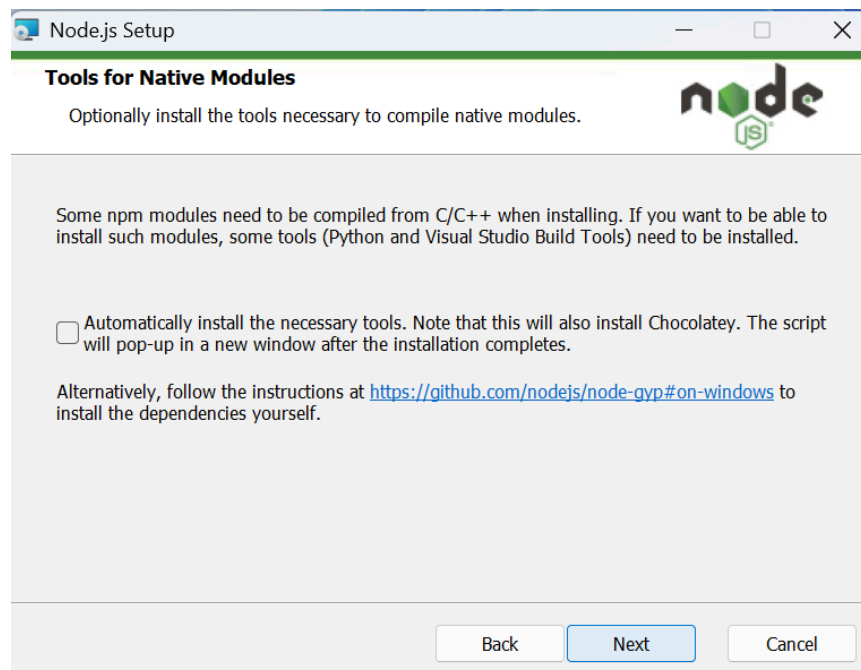 Node.js Setup
Tools for Native Modules
Optionally install the tools necessary to compile native modules.
node
JS
Some npm modules need to be compiled from C/C++ when installing. If you want to be able to
install such modules, some tools (Python and Visual Studio Build Tools) need to be installed.
Automatically install the necessary tools. Note that this will also install Chocolatey. The script
will pop-up in a new window after the installation completes.
Alternatively, follow the instructions at https://github.com/nodejs/node-gyp#on-windows to
install the dependencies yourself.
Back Next Cancel